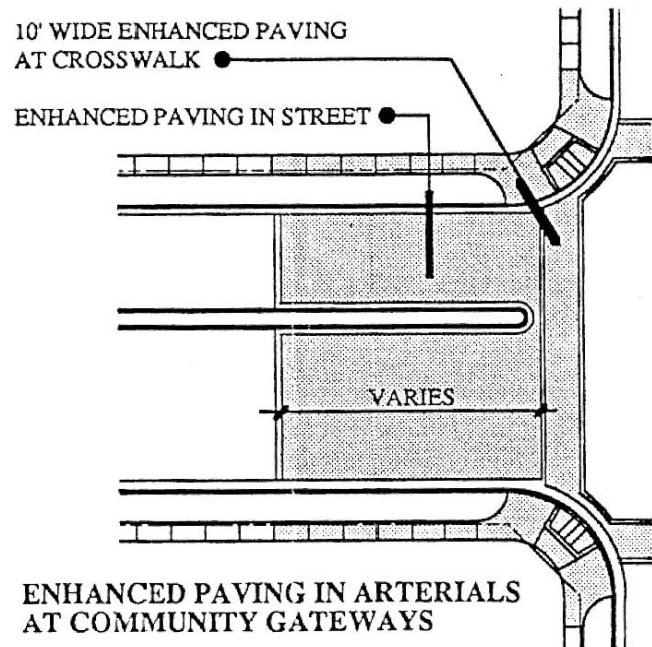 10' WIDE ENHANCED PAVING
AT CROSSWALK
ENHANCED PAVING IN STREET
VARIES
ENHANCED PAVING IN ARTERIALS
AT COMMUNITY GATEWAYS